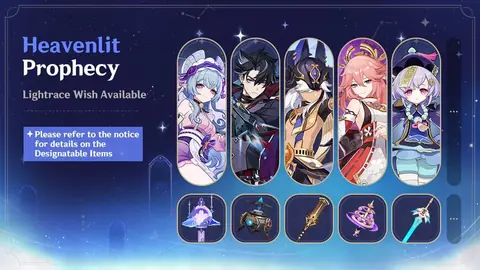 Heavenlit
Prophecy
Lightrace Wish Available
Please refer to the notice
for details on the
Designatable Items